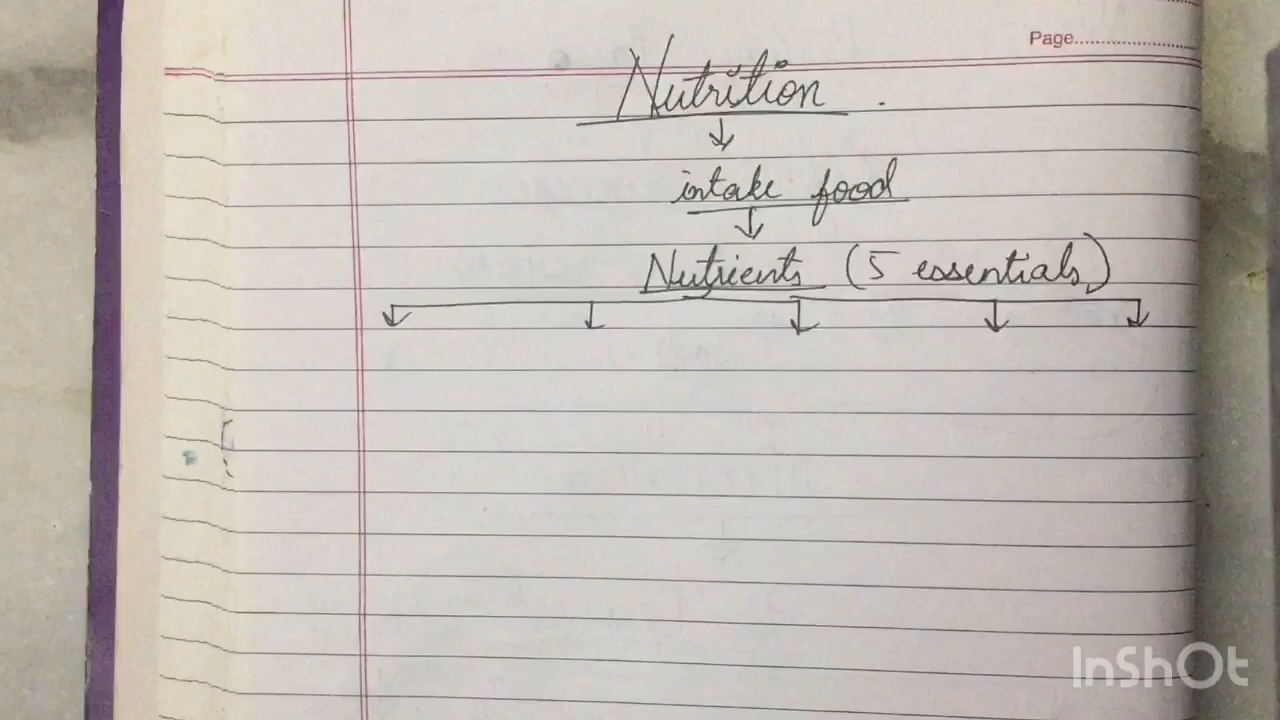 Page
Nutrition
intake food
Nutrients (5 essentials)
InShOt